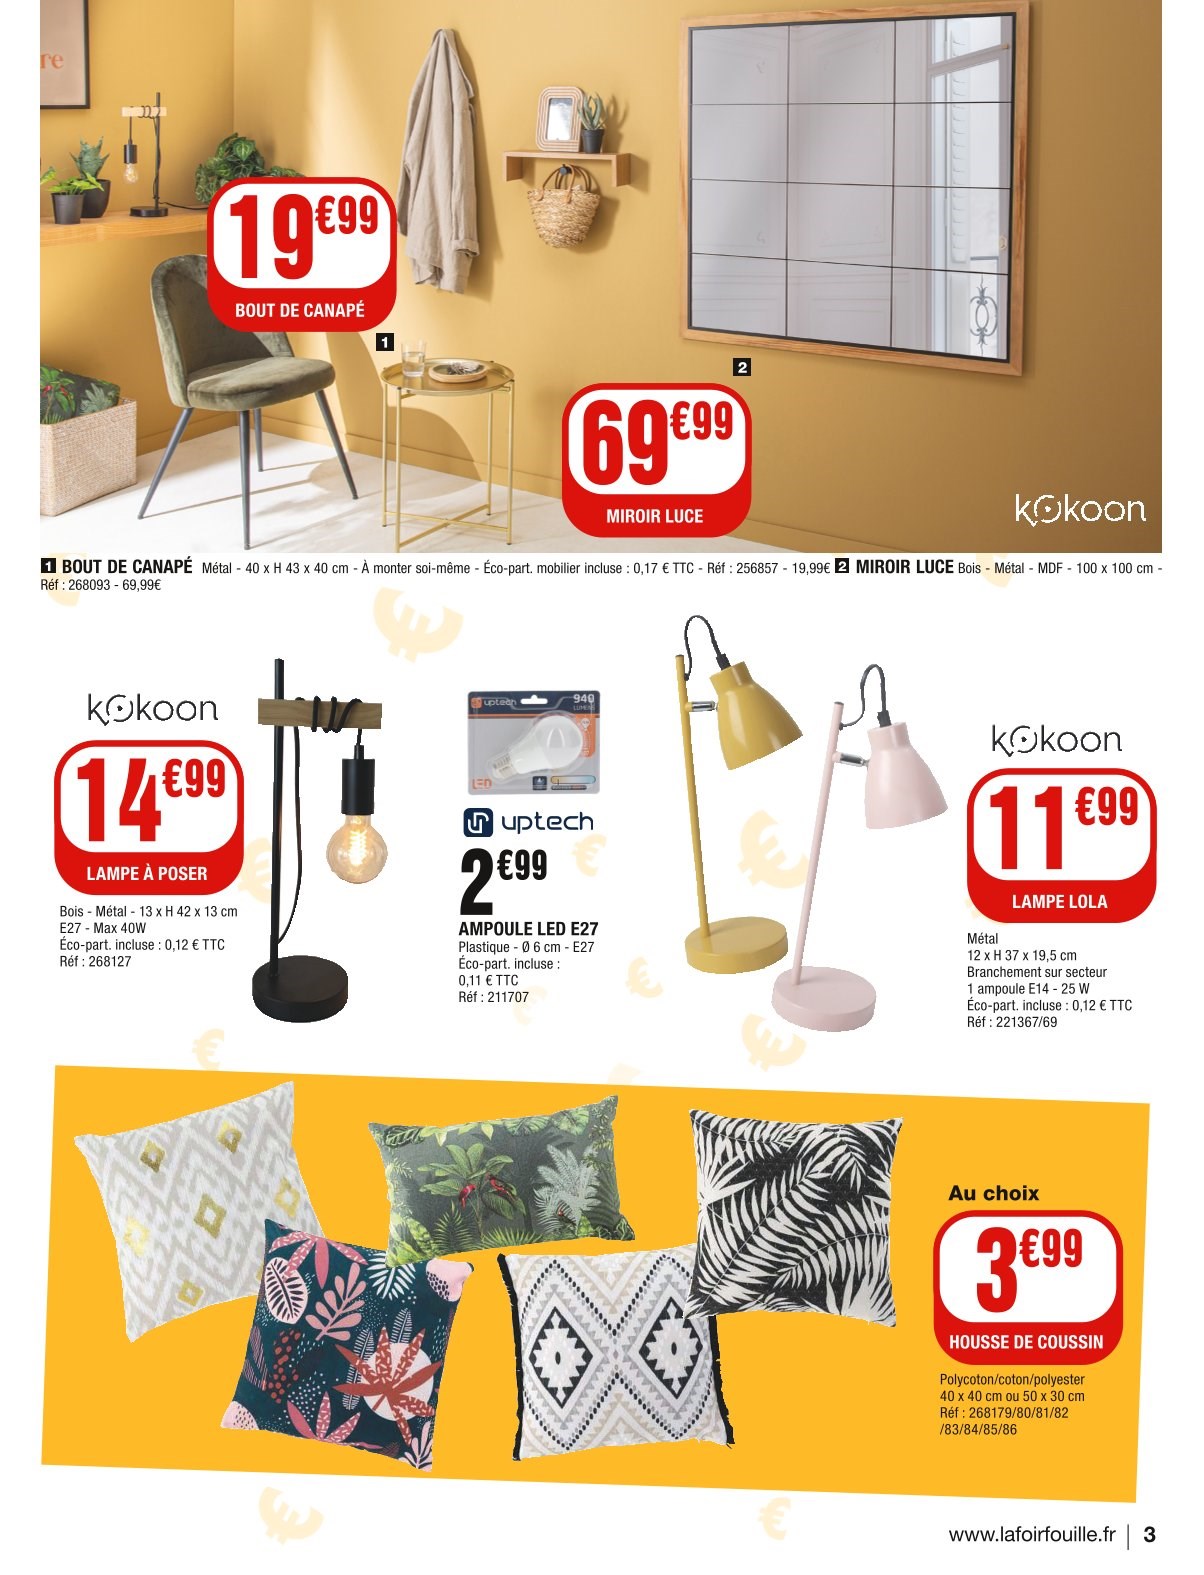 re
19€99
BOUT DE CANAPÉ
1
2
69€99
MIROIR LUCE
kokoon
1 BOUT DE CANAPÉ Métal - 40 x H 43 x 40 cm - À monter soi-même - Éco-part. mobilier incluse : 0,17 € TTC - Réf : 256857 - 19,99€ 2 MIROIR LUCE Bois - Métal - MDF - 100 x 100 cm -
Réf : 268093 - 69,99€
kokoon
14€99
LAMPE À POSER
Bois - Métal - 13 x H 42 x 13 cm
E27 - Max 40W
Éco-part. incluse : 0,12 € TTC
Réf : 268127
uptech
940
LUMENS
LED
uptech
2€99
AMPOULE LED E27
Plastique - Ø 6 cm - E27
Éco-part. incluse :
0,11 € TTC
Réf : 211707
kokoon
11€99
LAMPE LOLA
Métal
12 x H 37 x 19,5 cm
Branchement sur secteur
1 ampoule E14 - 25 W
Éco-part. incluse : 0,12 € TTC
Réf : 221367/69
Au choix
3€99
HOUSSE DE COUSSIN
Polycoton/coton/polyester
40 x 40 cm ou 50 x 30 cm
Réf : 268179/80/81/82
/83/84/85/86
www.lafoirfouille.fr | 3